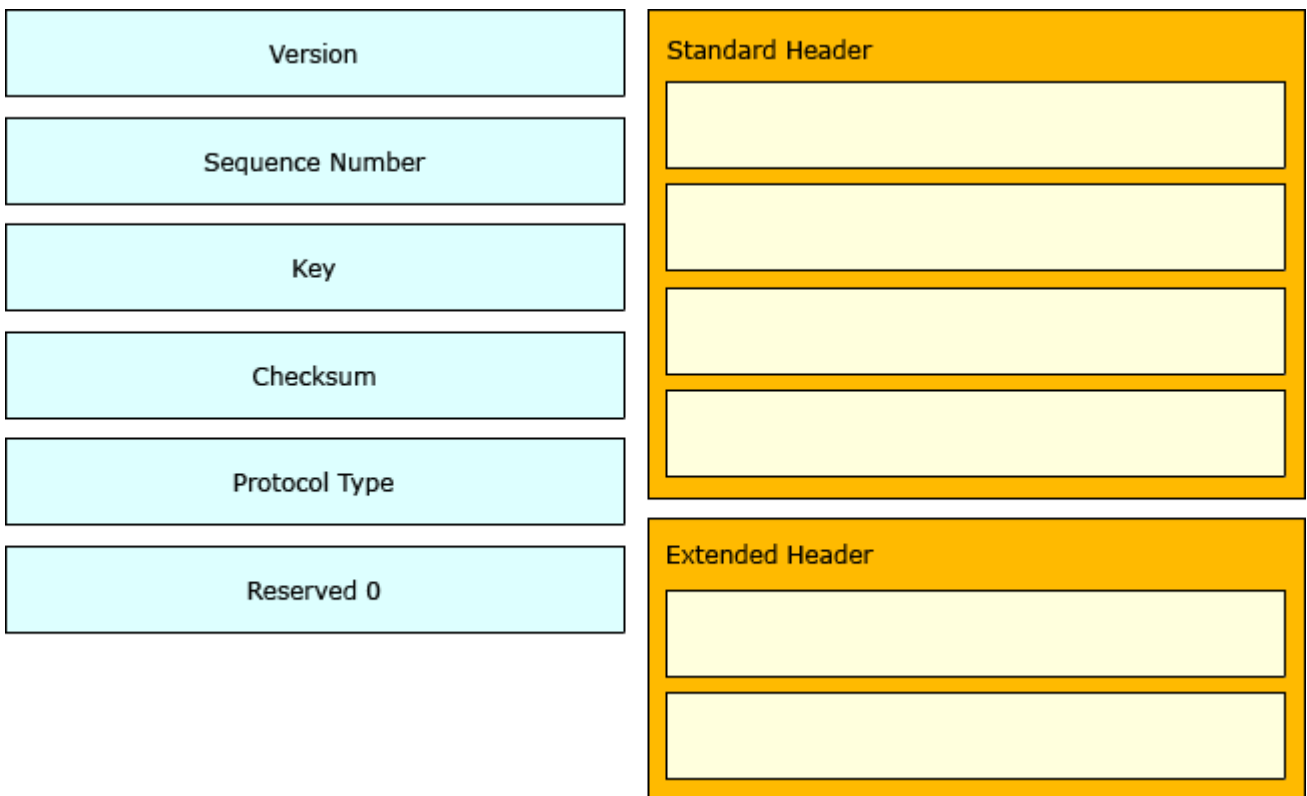 Version
Sequence Number
Key
Checksum
Protocol Type
Reserved 0
Standard Header
Extended Header